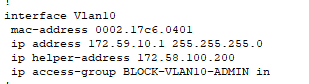 !
interface Vlan10
 mac-address 0002.17c6.0401
 ip address 172.59.10.1 255.255.255.0
 ip helper-address 172.58.100.200
 ip access-group BLOCK-VLAN10-ADMIN in
!